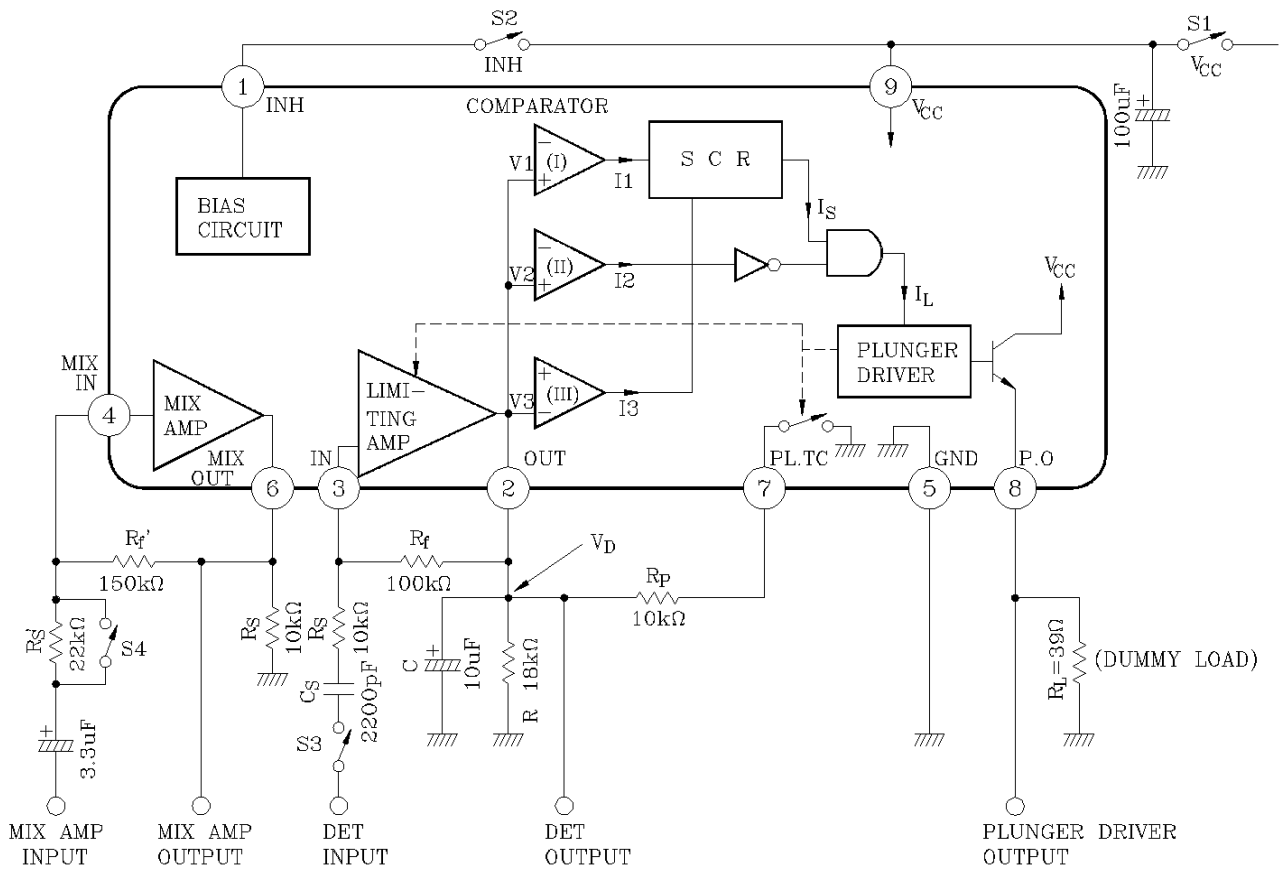 S2
S1
INH
VCC
1
INH
COMPARATOR
9
VCC
+
100uF
V1
−
+
(I)
I1
S C R
IS
BIAS
CIRCUIT
V2
−
+
(II)
I2
VCC
IL
MIX
IN
4
MIX
AMP
LIMI-
TING
AMP
V3
+
−
(III)
I3
PLUNGER
DRIVER
MIX
OUT
IN
OUT
PL.TC
GND
P.O
6
3
2
7
5
8
Rf'
150kΩ
Rf
100kΩ
VD
RP
10kΩ
RS'
22kΩ
S4
RS
10kΩ
RS
10kΩ
CS
2200pF
S3
C
+
10uF
18kΩ
R
RL=39Ω
(DUMMY LOAD)
+
3.3uF
MIX AMP
INPUT
MIX AMP
OUTPUT
DET
INPUT
DET
OUTPUT
PLUNGER DRIVER
OUTPUT